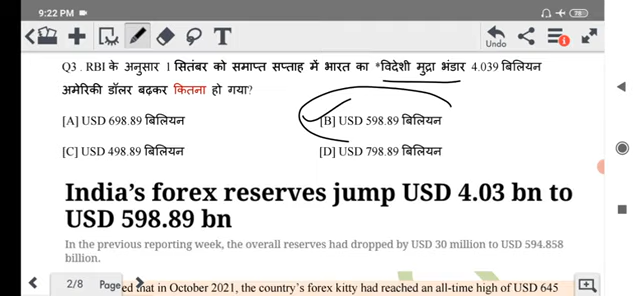 9:22 PM
78
Undo
Q3 . RBI के अनुसार 1 सितंबर को समाप्त सप्ताह में भारत का *विदेशी मुद्रा भंडार 4.039 बिलियन
अमेरिकी डॉलर बढ़कर कितना हो गया?
[A] USD 698.89 बिलियन
[B] USD 598.89 बिलियन
[C] USD 498.89 बिलियन
[D] USD 798.89 बिलियन
India's forex reserves jump USD 4.03 bn to
USD 598.89 bn
In the previous reporting week, the overall reserves had dropped by USD 30 million to USD 594.858
billion.
2/8 Page
ed that in October 2021, the country's forex kitty had reached an all-time high of USD 645